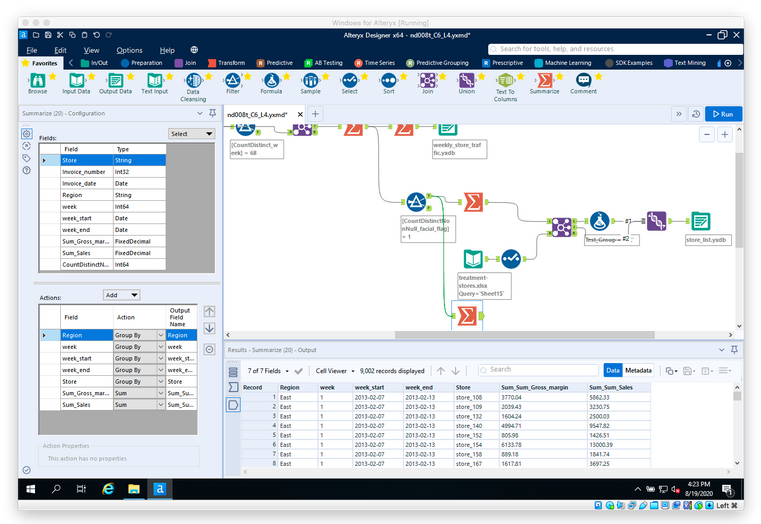 Windows for Alteryx [Running]
Alteryx Designer x64 - nd008t_C6_L4.yxmd*
File Edit View Options Help
Search for tools, help, and resources
Favorites In/Out Preparation Join Transform Predictive AB Testing Time Series Predictive Grouping Prescriptive Machine Learning SDK Examples Text Mining
Browse Input Data Output Data Text Input Data Cleansing Filter Formula Sample Select Sort Join Union Text To Columns Summarize Comment
Summarize (20) - Configuration
nd008t_C6_L4.yxmd*
Run
Fields:
Select
Field Type
Store String
Invoice_number Int32
Invoice_date Date
Region String
week Int64
week_start Date
week_end Date
Sum_Gross_mar... FixedDecimal
Sum_Sales FixedDecimal
CountDistinctN... Int64
Actions:
Add
Field Action Output Field Name
Region Group By Region
week Group By week
week_start Group By week_st...
week_end Group By week_e...
Store Group By Store
Sum_Gross_mar... Sum Sum_Su...
Sum_Sales Sum Sum_Su...
Action Properties
This action has no properties
[CountDistinct_w
eek] = 68
weekly_store_traf
fic.yxdb
[CountDistinctNo
nNull_facial_flag]
= 1
treatment-
stores.xlsx
Query=`Sheet1$`
#1
#2
store_list.yxdb
Results - Summarize (20) - Output
7 of 7 Fields Cell Viewer 9,002 records displayed Search Data Metadata
Record Region week week_start week_end Store Sum_Sum_Gross_margin Sum_Sum_Sales
1 East 1 2013-02-07 2013-02-13 store_108 3770.04 5862.33
2 East 1 2013-02-07 2013-02-13 store_109 2039.43 3230.75
3 East 1 2013-02-07 2013-02-13 store_132 1604.24 2500.03
4 East 1 2013-02-07 2013-02-13 store_140 4994.71 9547.82
5 East 1 2013-02-07 2013-02-13 store_152 805.98 1426.51
6 East 1 2013-02-07 2013-02-13 store_154 6133.78 13000.39
7 East 1 2013-02-07 2013-02-13 store_158 889.18 1841.74
8 East 1 2013-02-07 2013-02-13 store_167 1617.81 3697.25
4:23 PM
8/19/2020
Left ⌘